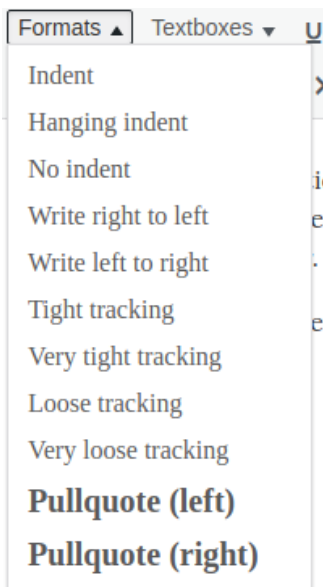 Formats ▲ Textboxes ▼ U
Indent
Hanging indent
No indent
Write right to left
Write left to right
Tight tracking
Very tight tracking
Loose tracking
Very loose tracking
Pullquote (left)
Pullquote (right)